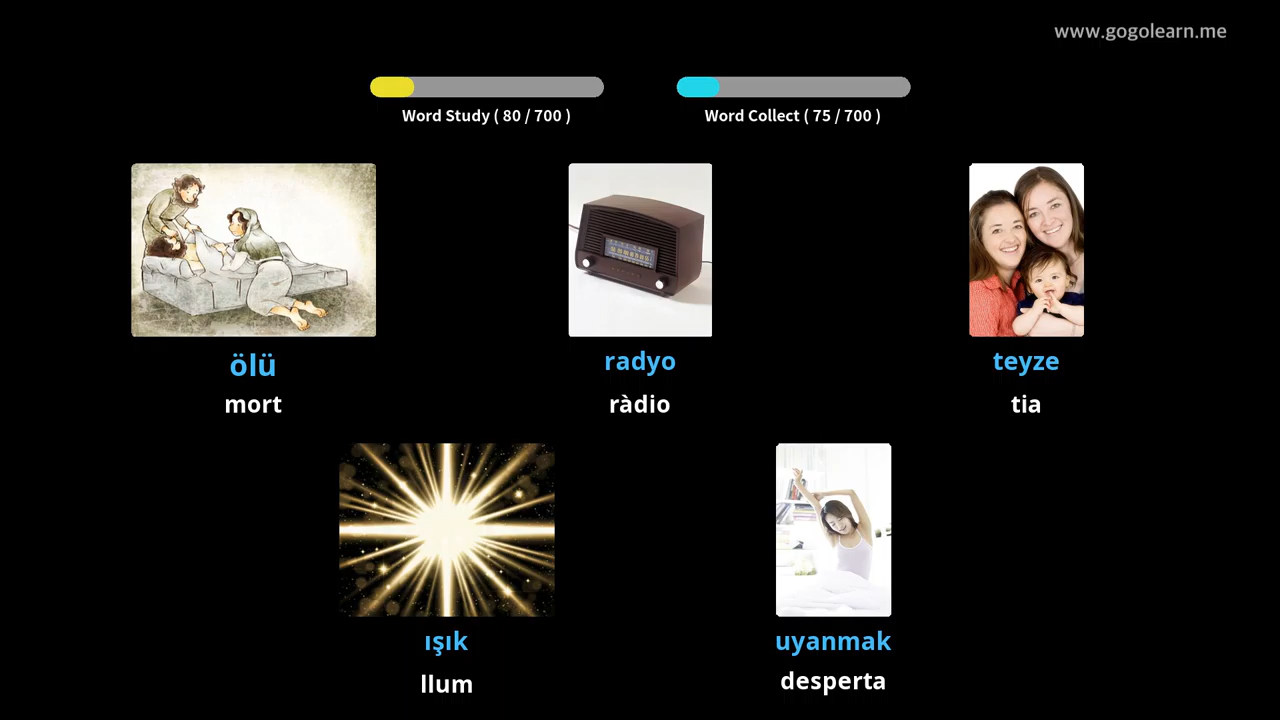 www.gogolearn.me
Word Study ( 80 / 700 )
Word Collect ( 75 / 700 )
ölü
mort
radyo
ràdio
teyze
tia
ışık
llum
uyanmak
desperta